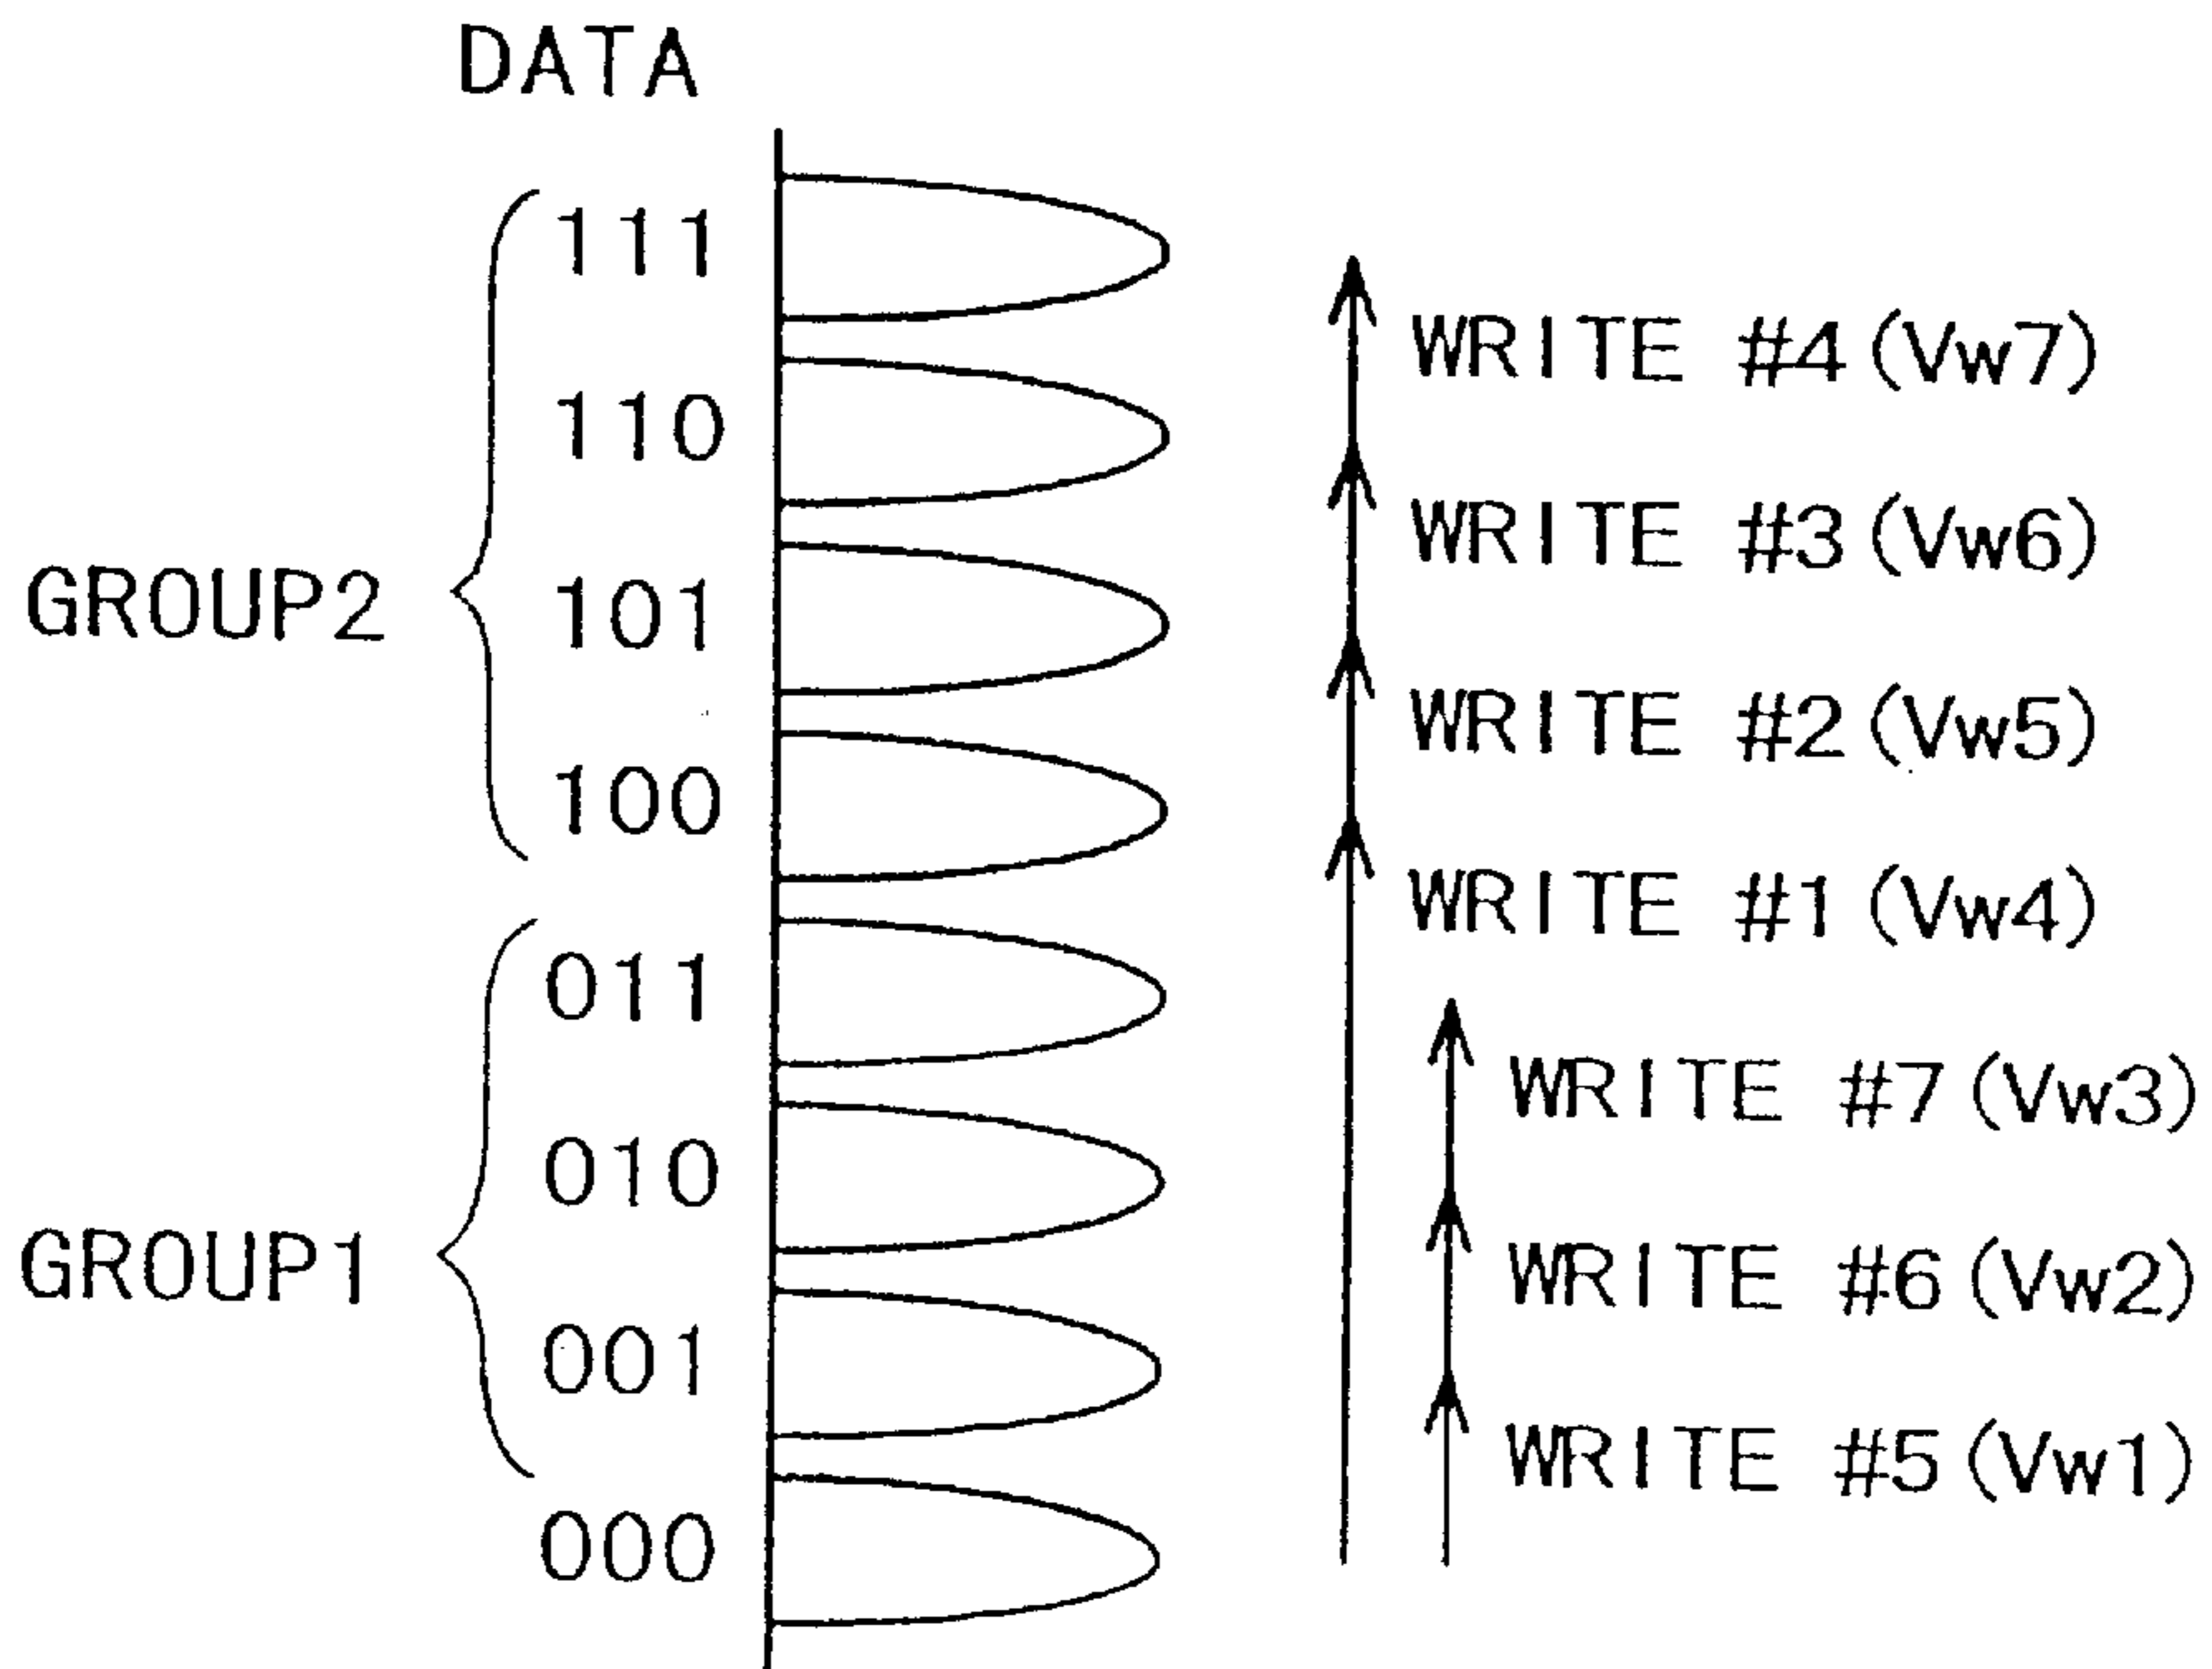 DATA
111
WRITE #4 (Vw7)
110
WRITE #3 (Vw6)
GROUP2
101
WRITE #2 (Vw5)
100
WRITE #1 (Vw4)
011
WRITE #7 (Vw3)
010
GROUP1
WRITE #6 (Vw2)
001
WRITE #5 (Vw1)
000